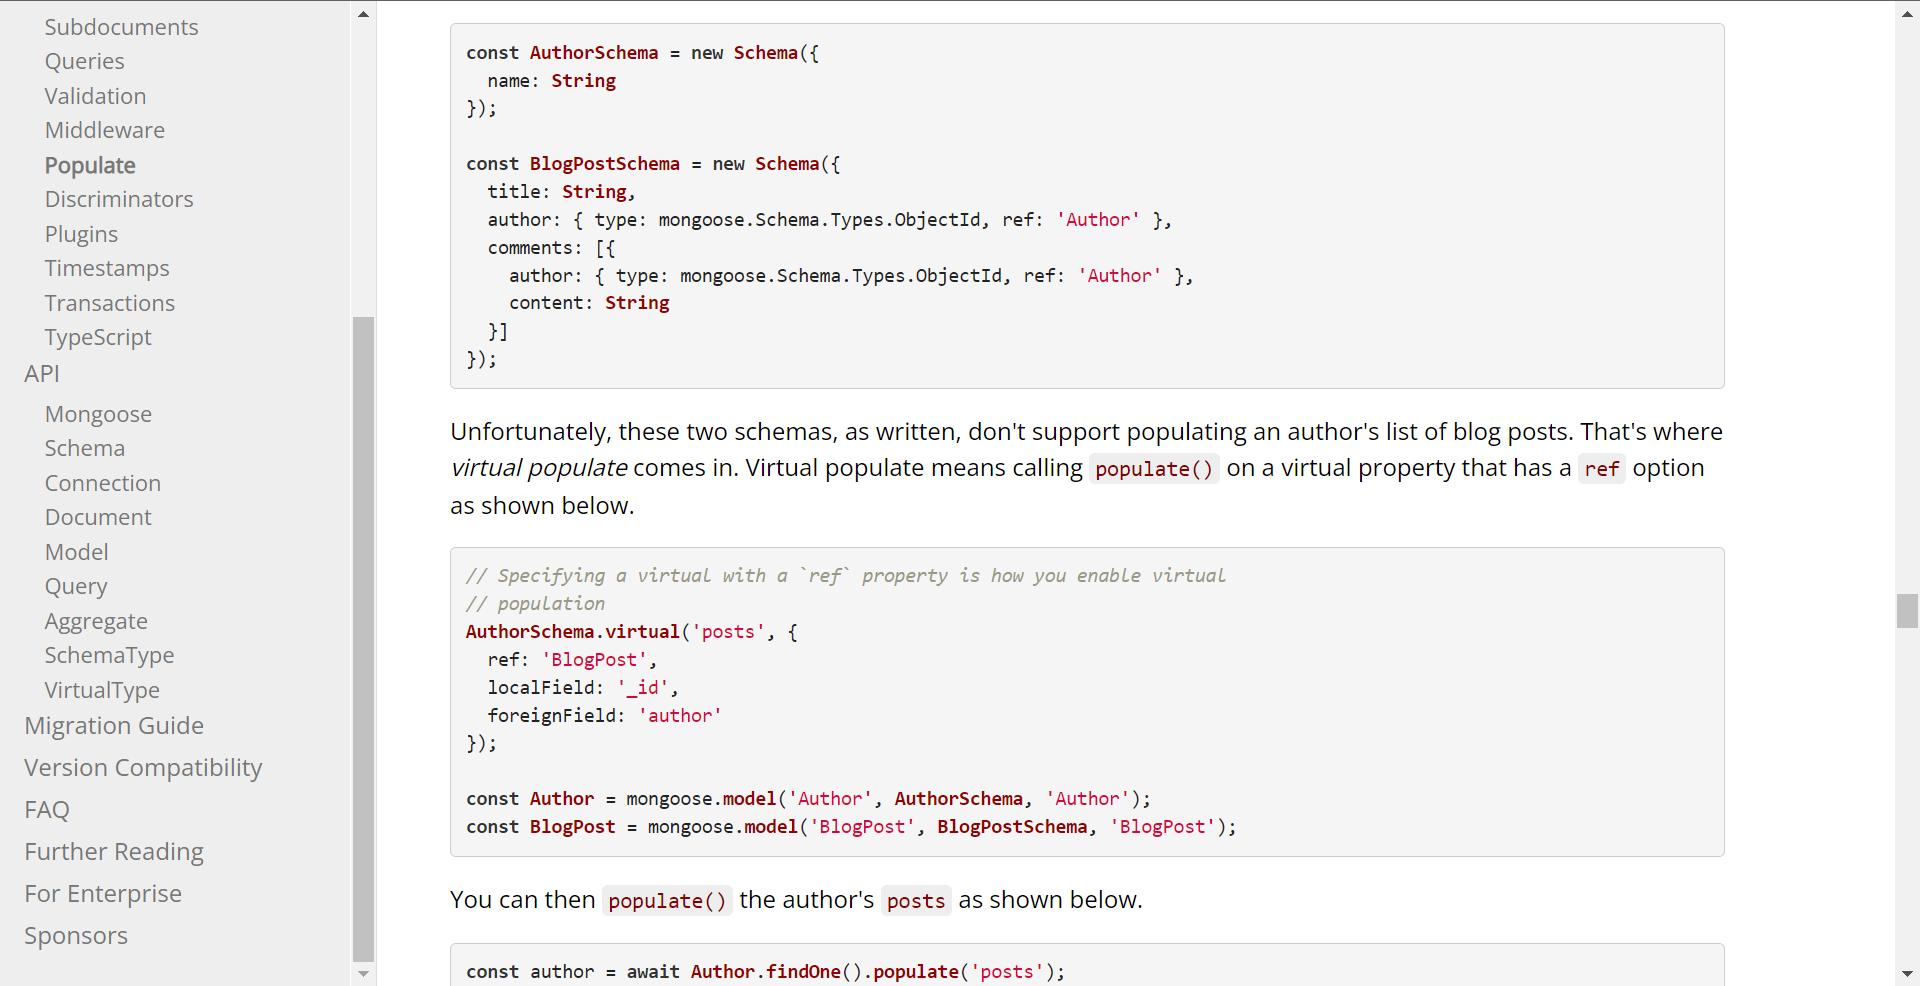 Subdocuments
Queries
Validation
Middleware
Populate
Discriminators
Plugins
Timestamps
Transactions
TypeScript
API
Mongoose
Schema
Connection
Document
Model
Query
Aggregate
SchemaType
VirtualType
Migration Guide
Version Compatibility
FAQ
Further Reading
For Enterprise
Sponsors
const AuthorSchema = new Schema({
  name: String
});

const BlogPostSchema = new Schema({
  title: String,
  author: { type: mongoose.Schema.Types.ObjectId, ref: 'Author' },
  comments: [{
    author: { type: mongoose.Schema.Types.ObjectId, ref: 'Author' },
    content: String
  }]
});
Unfortunately, these two schemas, as written, don't support populating an author's list of blog posts. That's where
virtual populate comes in. Virtual populate means calling populate() on a virtual property that has a ref option
as shown below.
// Specifying a virtual with a `ref` property is how you enable virtual
// population
AuthorSchema.virtual('posts', {
  ref: 'BlogPost',
  localField: '_id',
  foreignField: 'author'
});

const Author = mongoose.model('Author', AuthorSchema, 'Author');
const BlogPost = mongoose.model('BlogPost', BlogPostSchema, 'BlogPost');
You can then populate() the author's posts as shown below.
const author = await Author.findOne().populate('posts');